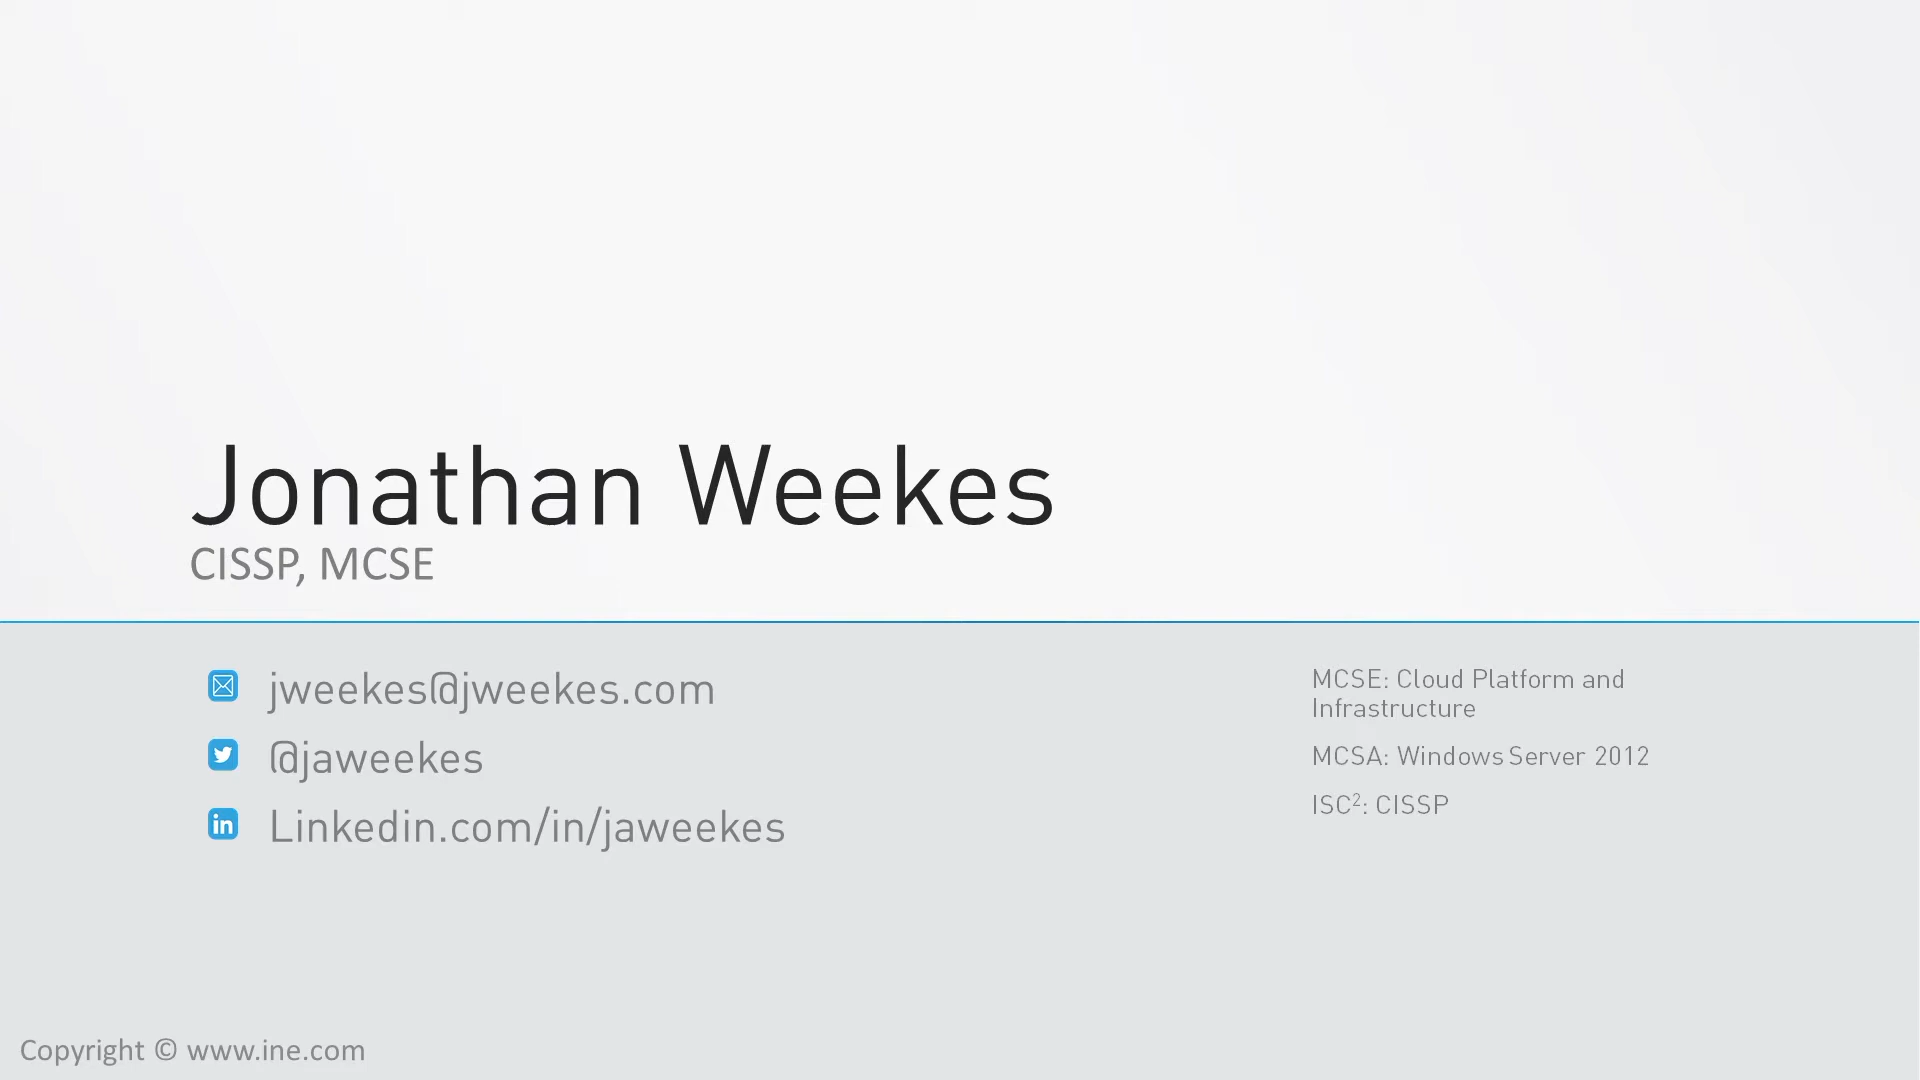 Jonathan Weekes
CISSP, MCSE
jweekes@jweekes.com
@jaweekes
Linkedin.com/in/jaweekes
MCSE: Cloud Platform and
Infrastructure
MCSA: Windows Server 2012
ISC²: CISSP
Copyright © www.ine.com